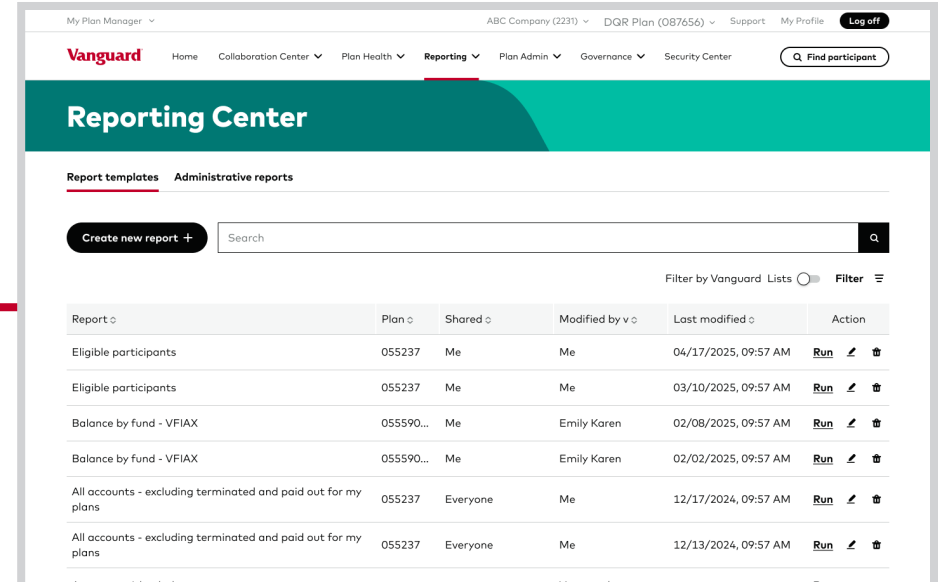 My Plan Manager
ABC Company (2231) DQR Plan (087656) Support My Profile Log off
Vanguard Home Collaboration Center Plan Health Reporting Plan Admin Governance Security Center Find participant
Reporting Center
Report templates Administrative reports
Create new report + Search
Filter by Vanguard Lists Filter
Report Plan Shared Modified by v Last modified Action
Eligible participants 055237 Me Me 04/17/2025, 09:57 AM Run
Eligible participants 055237 Me Me 03/10/2025, 09:57 AM Run
Balance by fund - VFIAX 055590... Me Emily Karen 02/08/2025, 09:57 AM Run
Balance by fund - VFIAX 055590... Me Emily Karen 02/02/2025, 09:57 AM Run
All accounts - excluding terminated and paid out for my
plans 055237 Everyone Me 12/17/2024, 09:57 AM Run
All accounts - excluding terminated and paid out for my
plans 055237 Everyone Me 12/13/2024, 09:57 AM Run